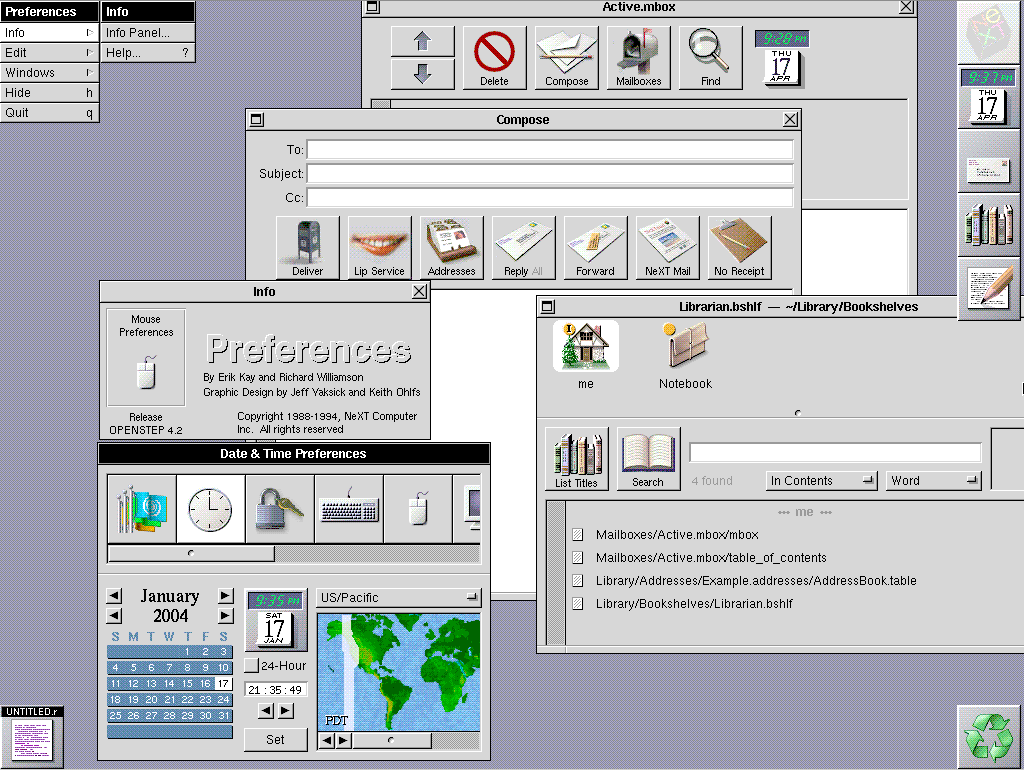 Preferences
Info
Edit
Windows
Hide h
Quit q
Info
Info Panel...
Help... ?
Active.mbox
Delete
Compose
Mailboxes
Find
9:28 PM
THU
17
APR
9:37 PM
THU
17
APR
Compose
To:
Subject:
Cc:
Deliver
Lip Service
Addresses
Reply All
Forward
NeXT Mail
No Receipt
Info
Mouse
Preferences
Release
OPENSTEP 4.2
Preferences
By Erik Kay and Richard Williamson
Graphic Design by Jeff Yaksick and Keith Ohlfs
Copyright 1988-1994, NeXT Computer
Inc. All rights reserved
Librarian.bshlf — ~/Library/Bookshelves
me
Notebook
List Titles
Search
4 found
In Contents
Word
--- me ---
Mailboxes/Active.mbox/mbox
Mailboxes/Active.mbox/table_of_contents
Library/Addresses/Example.addresses/AddressBook.table
Library/Bookshelves/Librarian.bshlf
Date & Time Preferences
January
2004
S M T W T F S
1 2 3
4 5 6 7 8 9 10
11 12 13 14 15 16 17
18 19 20 21 22 23 24
25 26 27 28 29 30 31
9:35 PM
SAT
17
JAN
24-Hour
21 : 35 : 49
Set
US/Pacific
PDT
UNTITLED.r